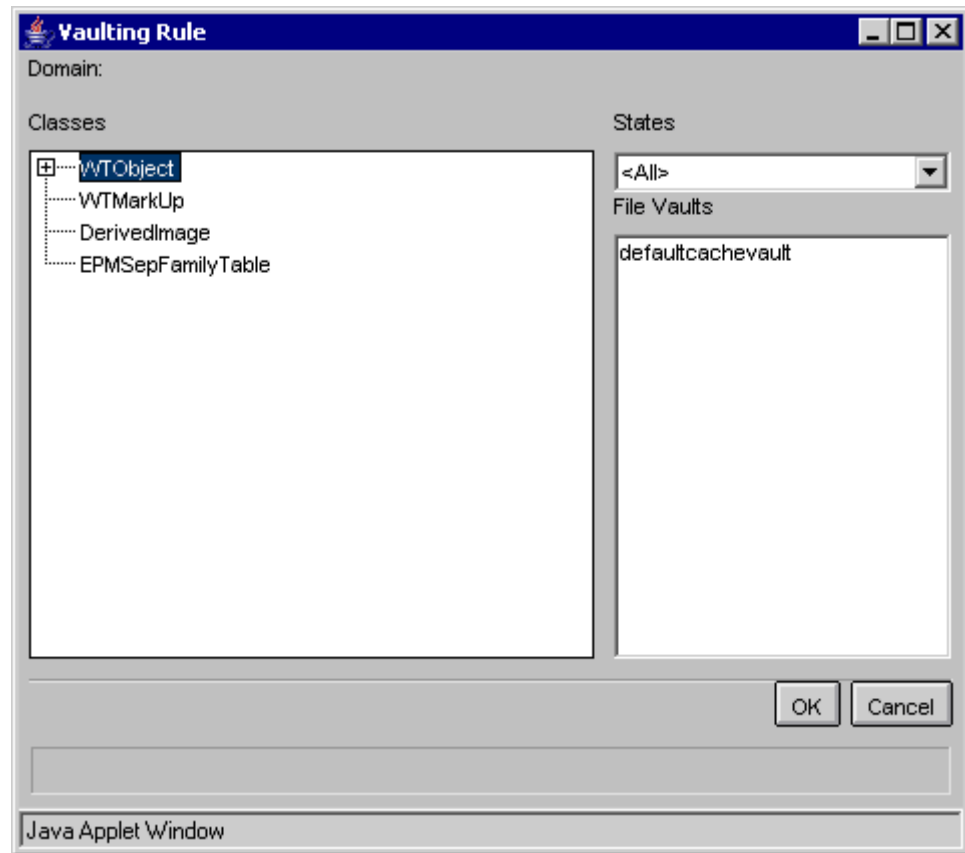 Vaulting Rule
Domain:
Classes
WTObject
WTMarkUp
DerivedImage
EPMSepFamilyTable
States
<All>
File Vaults
defaultcachevault
OK
Cancel
Java Applet Window